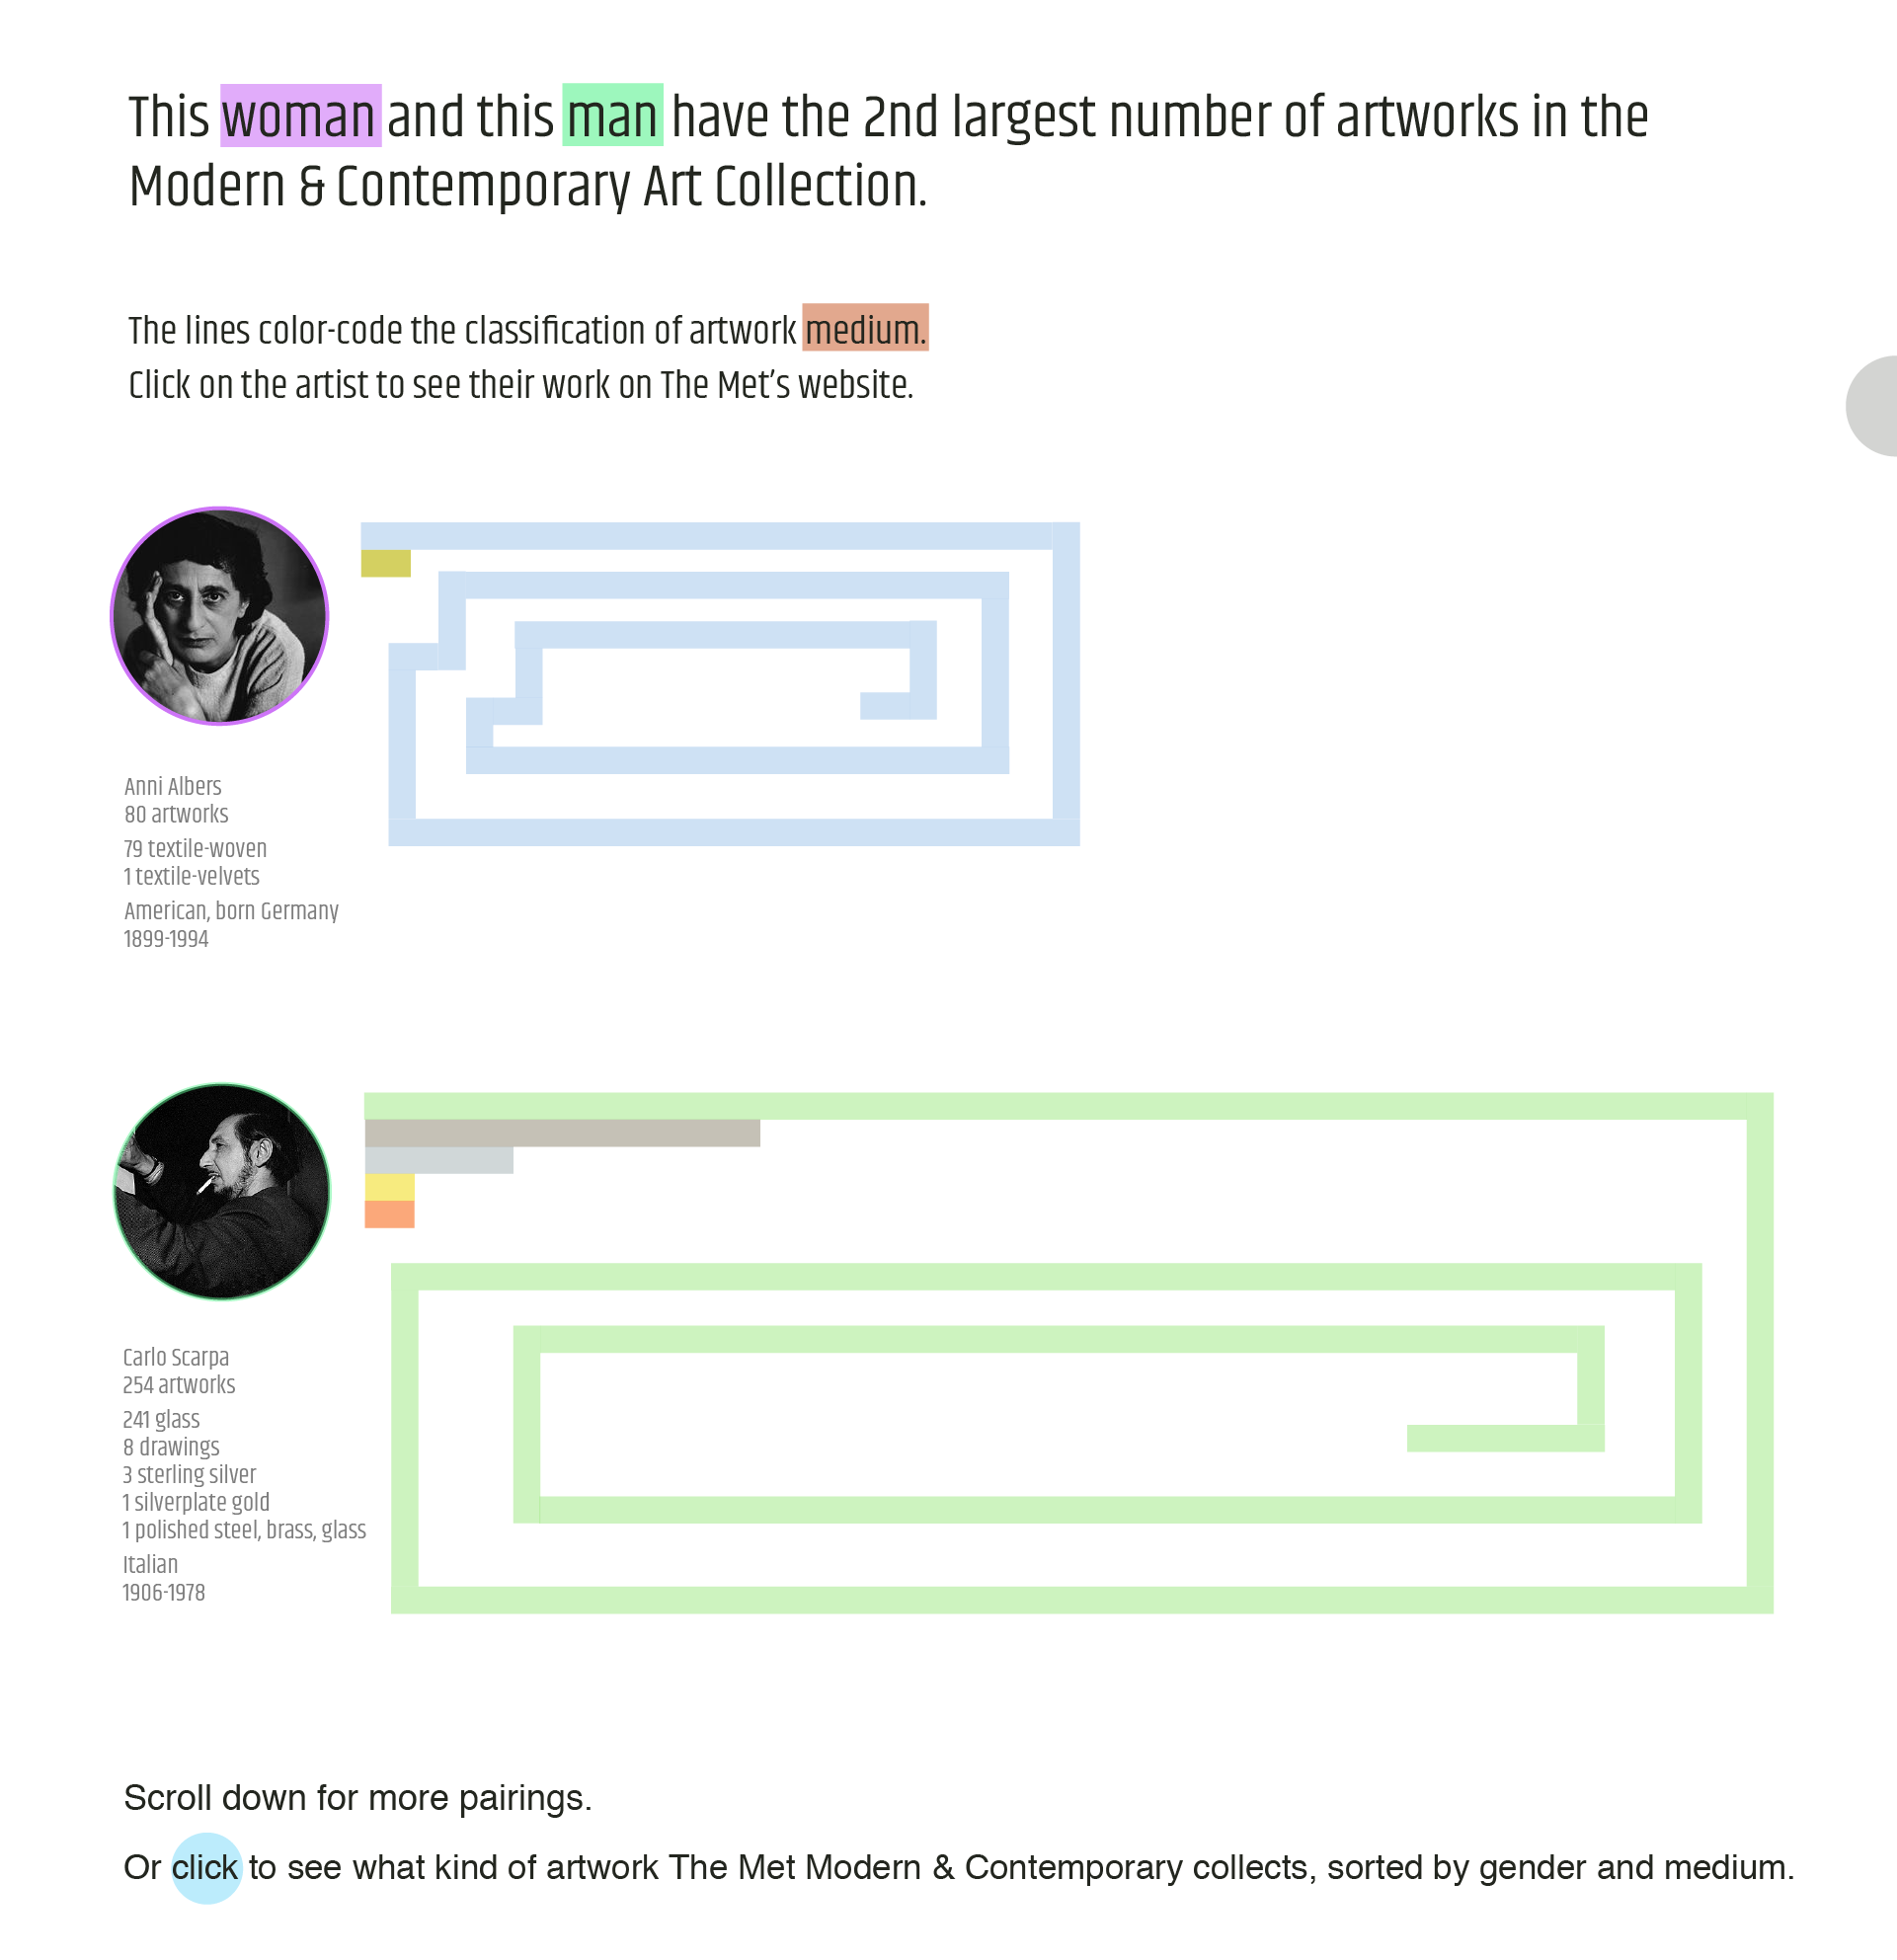 This woman and this man have the 2nd largest number of artworks in the
Modern & Contemporary Art Collection.
The lines color-code the classification of artwork medium.
Click on the artist to see their work on The Met’s website.
Anni Albers
80 artworks
79 textile-woven
1 textile-velvets
American, born Germany
1899-1994
Carlo Scarpa
254 artworks
241 glass
8 drawings
3 sterling silver
1 silverplate gold
1 polished steel, brass, glass
Italian
1906-1978
Scroll down for more pairings.
Or click to see what kind of artwork The Met Modern & Contemporary collects, sorted by gender and medium.